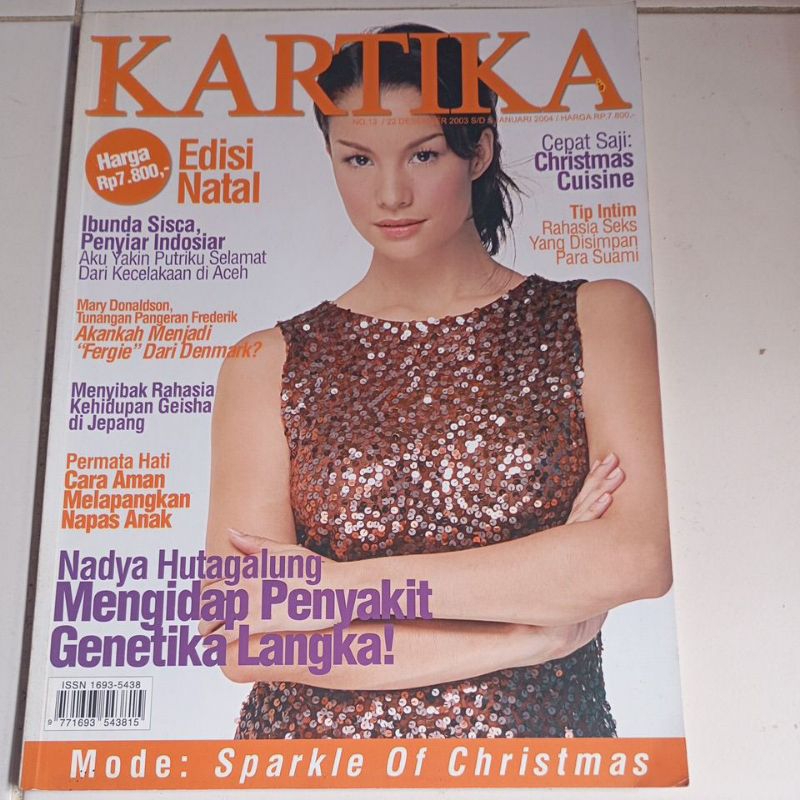 KARTIKA
NO.13 / 22 DESEMBER 2003 S/D JANUARI 2004 / HARGA RP.7.800,-
Harga
Rp7.800,-
Edisi
Natal
Ibunda Sisca,
Penyiar Indosiar
Aku Yakin Putriku Selamat
Dari Kecelakaan di Aceh
Mary Donaldson,
Tunangan Pangeran Frederik
Akankah Menjadi
"Fergie" Dari Denmark?
Menyibak Rahasia
Kehidupan Geisha
di Jepang
Permata Hati
Cara Aman
Melapangkan
Napas Anak
Cepat Saji:
Christmas
Cuisine
Tip Intim
Rahasia Seks
Yang Disimpan
Para Suami
Nadya Hutagalung
Mengidap Penyakit
Genetika Langka!
ISSN 1693-5438
9 771693 543815
Mode: Sparkle Of Christmas